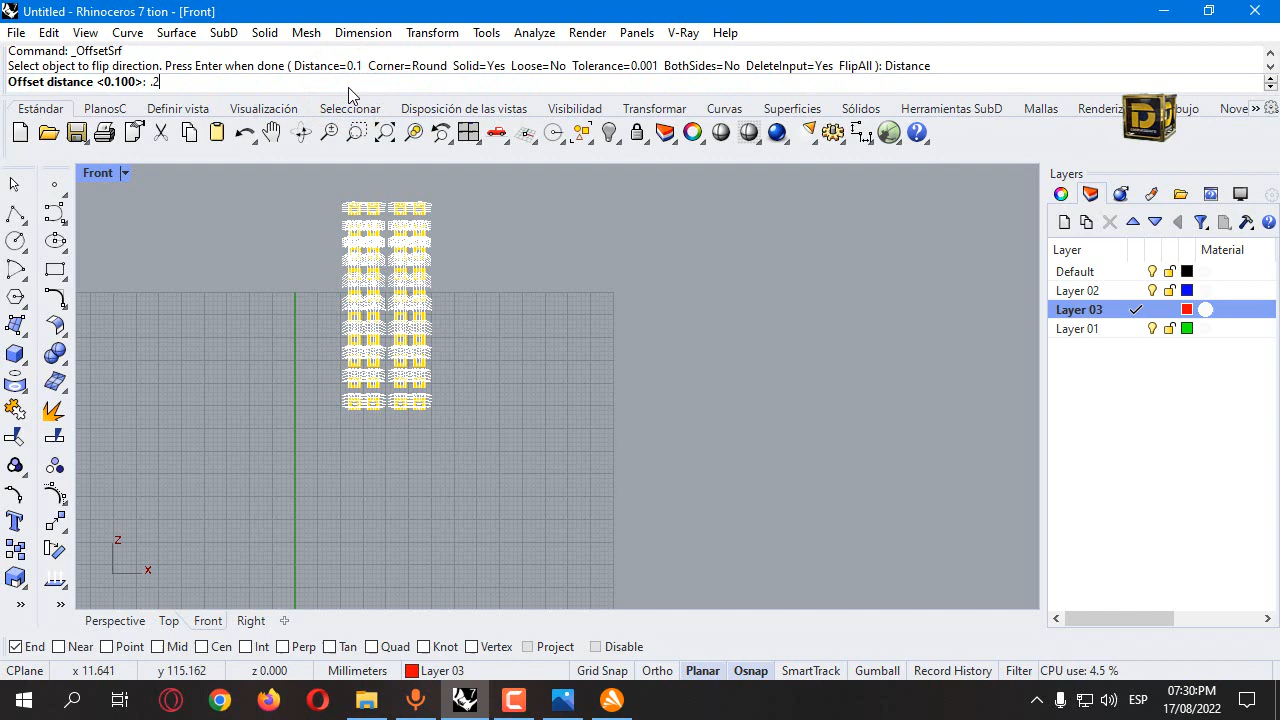 Untitled - Rhinoceros 7 tion - [Front]
File Edit View Curve Surface SubD Solid Mesh Dimension Transform Tools Analyze Render Panels V-Ray Help
Command: _OffsetSrf
Select object to flip direction. Press Enter when done ( Distance=0.1 Corner=Round Solid=Yes Loose=No Tolerance=0.001 BothSides=No DeleteInput=Yes FlipAll ): Distance
Offset distance <0.100>: .2
Estándar PlanosC Definir vista Visualización Seleccionar Disposición de las vistas Visibilidad Transformar Curvas Superficies Sólidos Herramientas SubD Mallas Nove
Front
Layers
Layer Material
Default
Layer 02
Layer 03
Layer 01
z
x
Perspective Top Front Right
End Near Point Mid Cen Int Perp Tan Quad Knot Vertex Project Disable
CPlane x 11.641 y 115.162 z 0.000 Millimeters Layer 03 Grid Snap Ortho Planar Osnap SmartTrack Gumball Record History Filter CPU use: 4.5 %
ESP
07:30:PM
17/08/2022